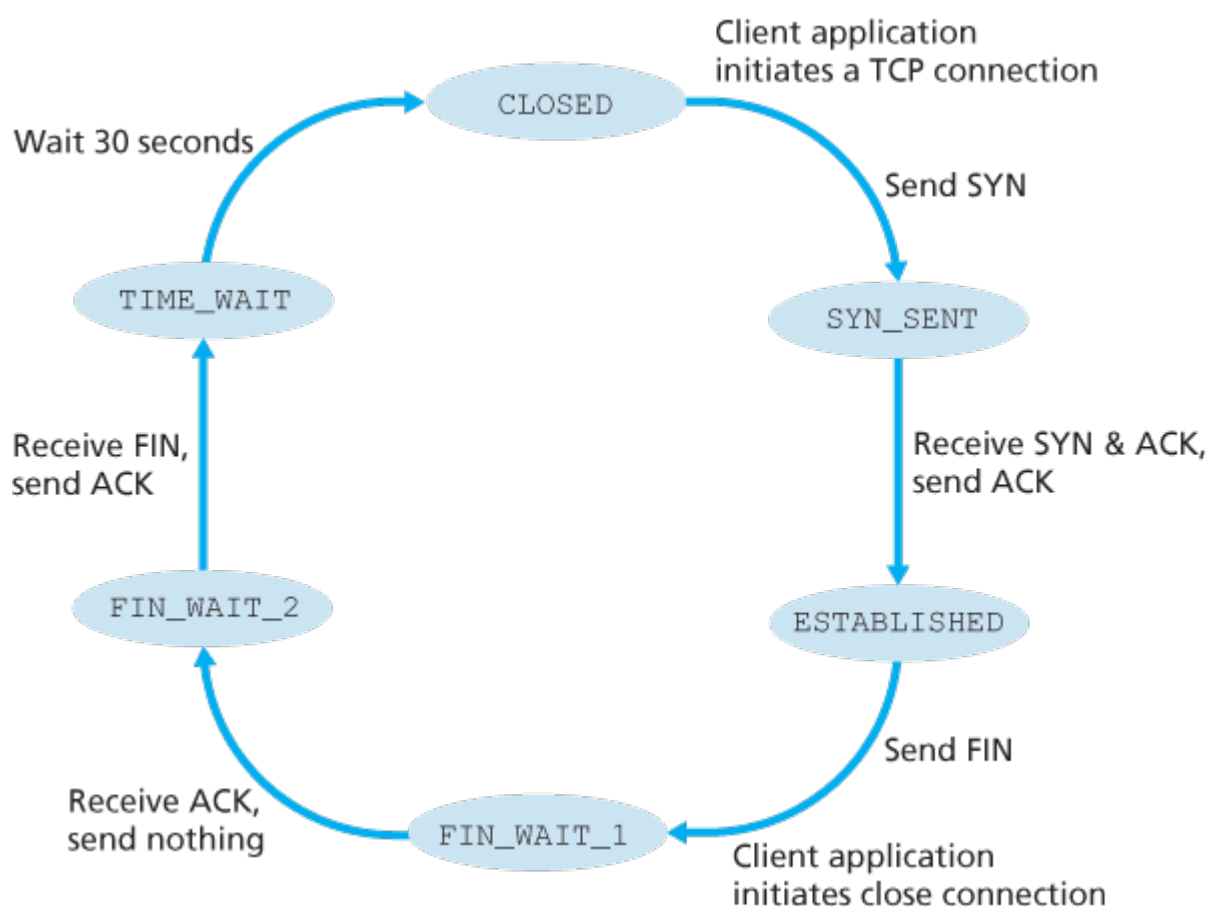 Client application
initiates a TCP connection
CLOSED
Wait 30 seconds
Send SYN
TIME_WAIT
SYN_SENT
Receive FIN,
send ACK
Receive SYN & ACK,
send ACK
FIN_WAIT_2
ESTABLISHED
Send FIN
Receive ACK,
send nothing
FIN_WAIT_1
Client application
initiates close connection